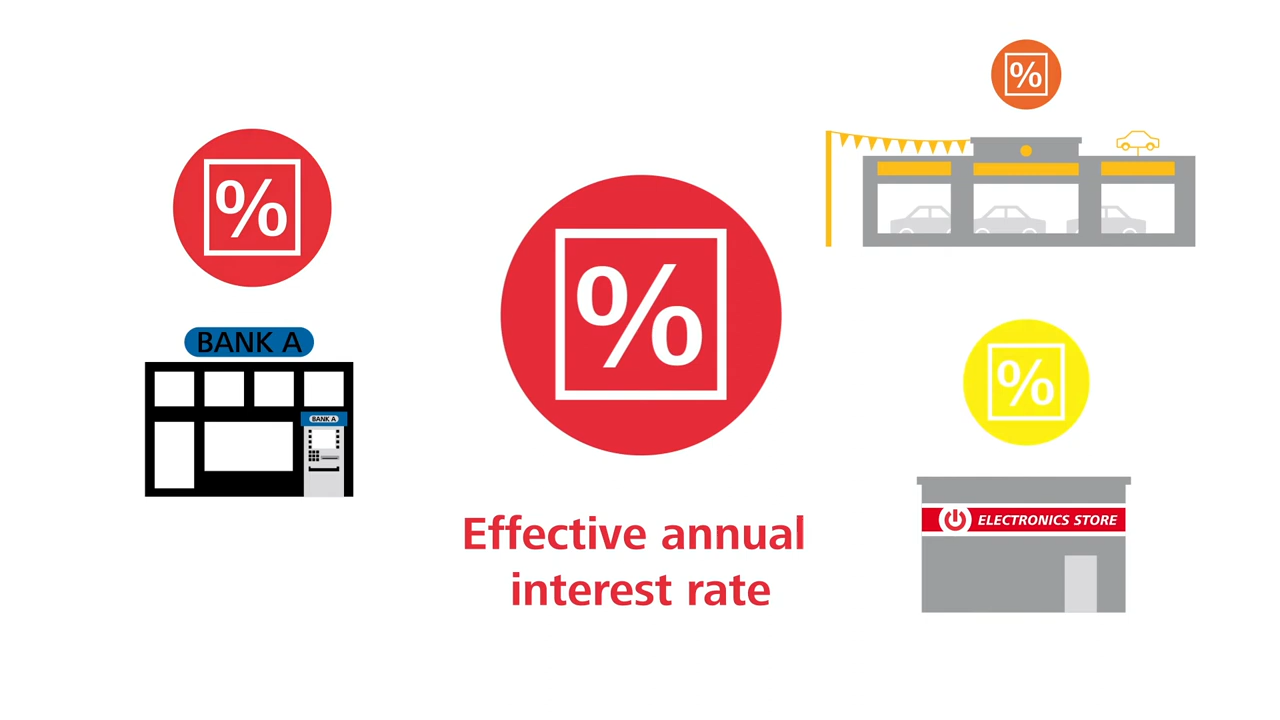 %
%
BANK A
BANK A
%
Effective annual
interest rate
%
ELECTRONICS STORE